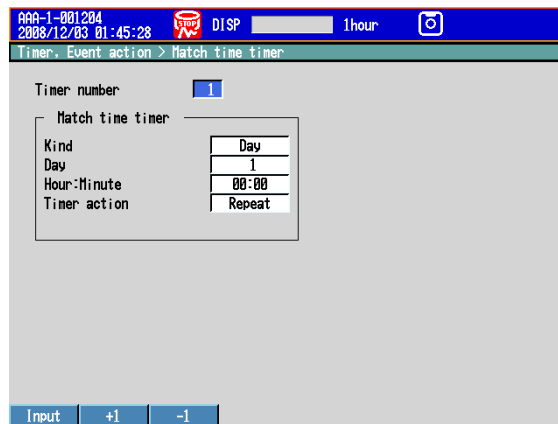 AAA-1-001204
2008/12/03 01:45:28
STOP
DISP
1hour
Timer, Event action > Match time timer
Timer number 1
Match time timer
Kind Day
Day 1
Hour:Minute 00:00
Timer action Repeat
Input +1 -1